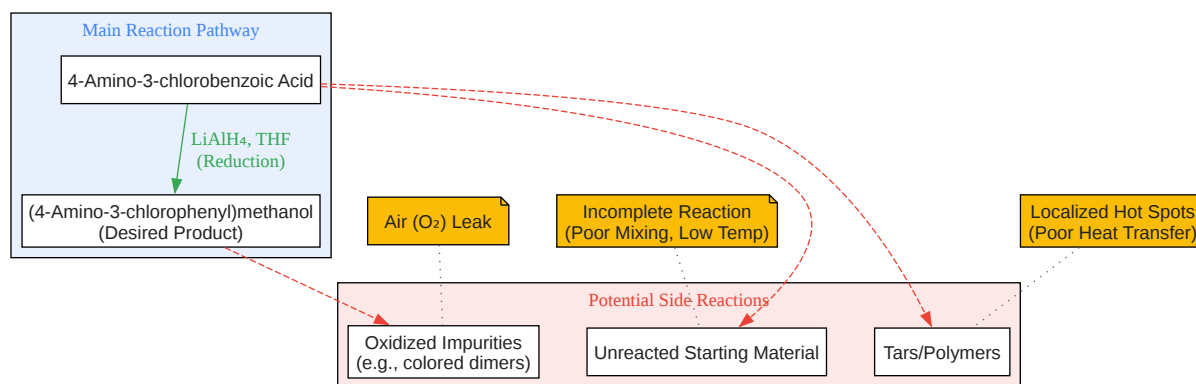 Main Reaction Pathway
4-Amino-3-chlorobenzoic Acid
LiAlH₄, THF
(Reduction)
(4-Amino-3-chlorophenyl)methanol
(Desired Product)
Air (O₂) Leak
Incomplete Reaction
(Poor Mixing, Low Temp)
Localized Hot Spots
(Poor Heat Transfer)
Potential Side Reactions
Oxidized Impurities
(e.g., colored dimers)
Unreacted Starting Material
Tars/Polymers